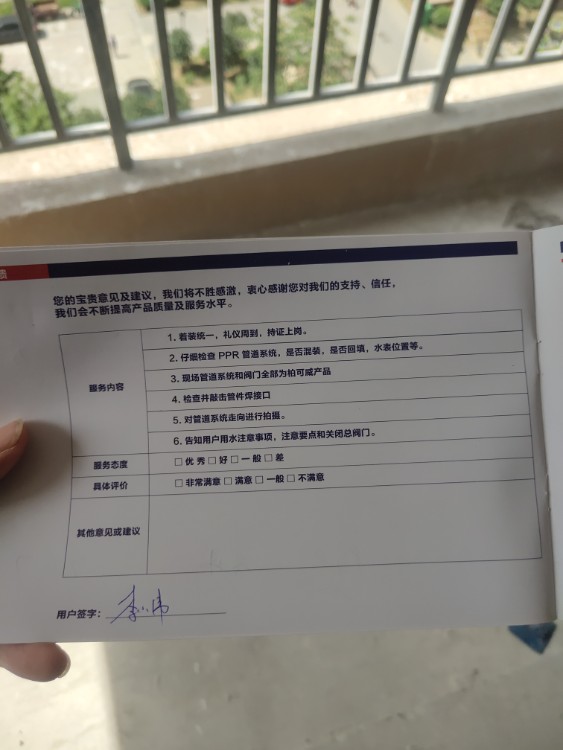 您的宝贵意见及建议，我们将不胜感激，衷心感谢您对我们的支持、信任，
我们会不断提高产品质量及服务水平。
服务内容
1. 着装统一，礼仪周到，持证上岗。
2. 仔细检查 PPR 管道系统，是否混装，是否回填，水表位置等。
3. 现场管道系统和阀门全部为柏可威产品
4. 检查并敲击管件焊接口
5. 对管道系统走向进行拍摄。
6. 告知用户用水注意事项，注意要点和关闭总阀门。
服务态度
□ 优 秀 □ 好 □ 一 般 □ 差
具体评价
□ 非常满意 □ 满意 □ 一般 □ 不满意
其他意见或建议
用户签字：